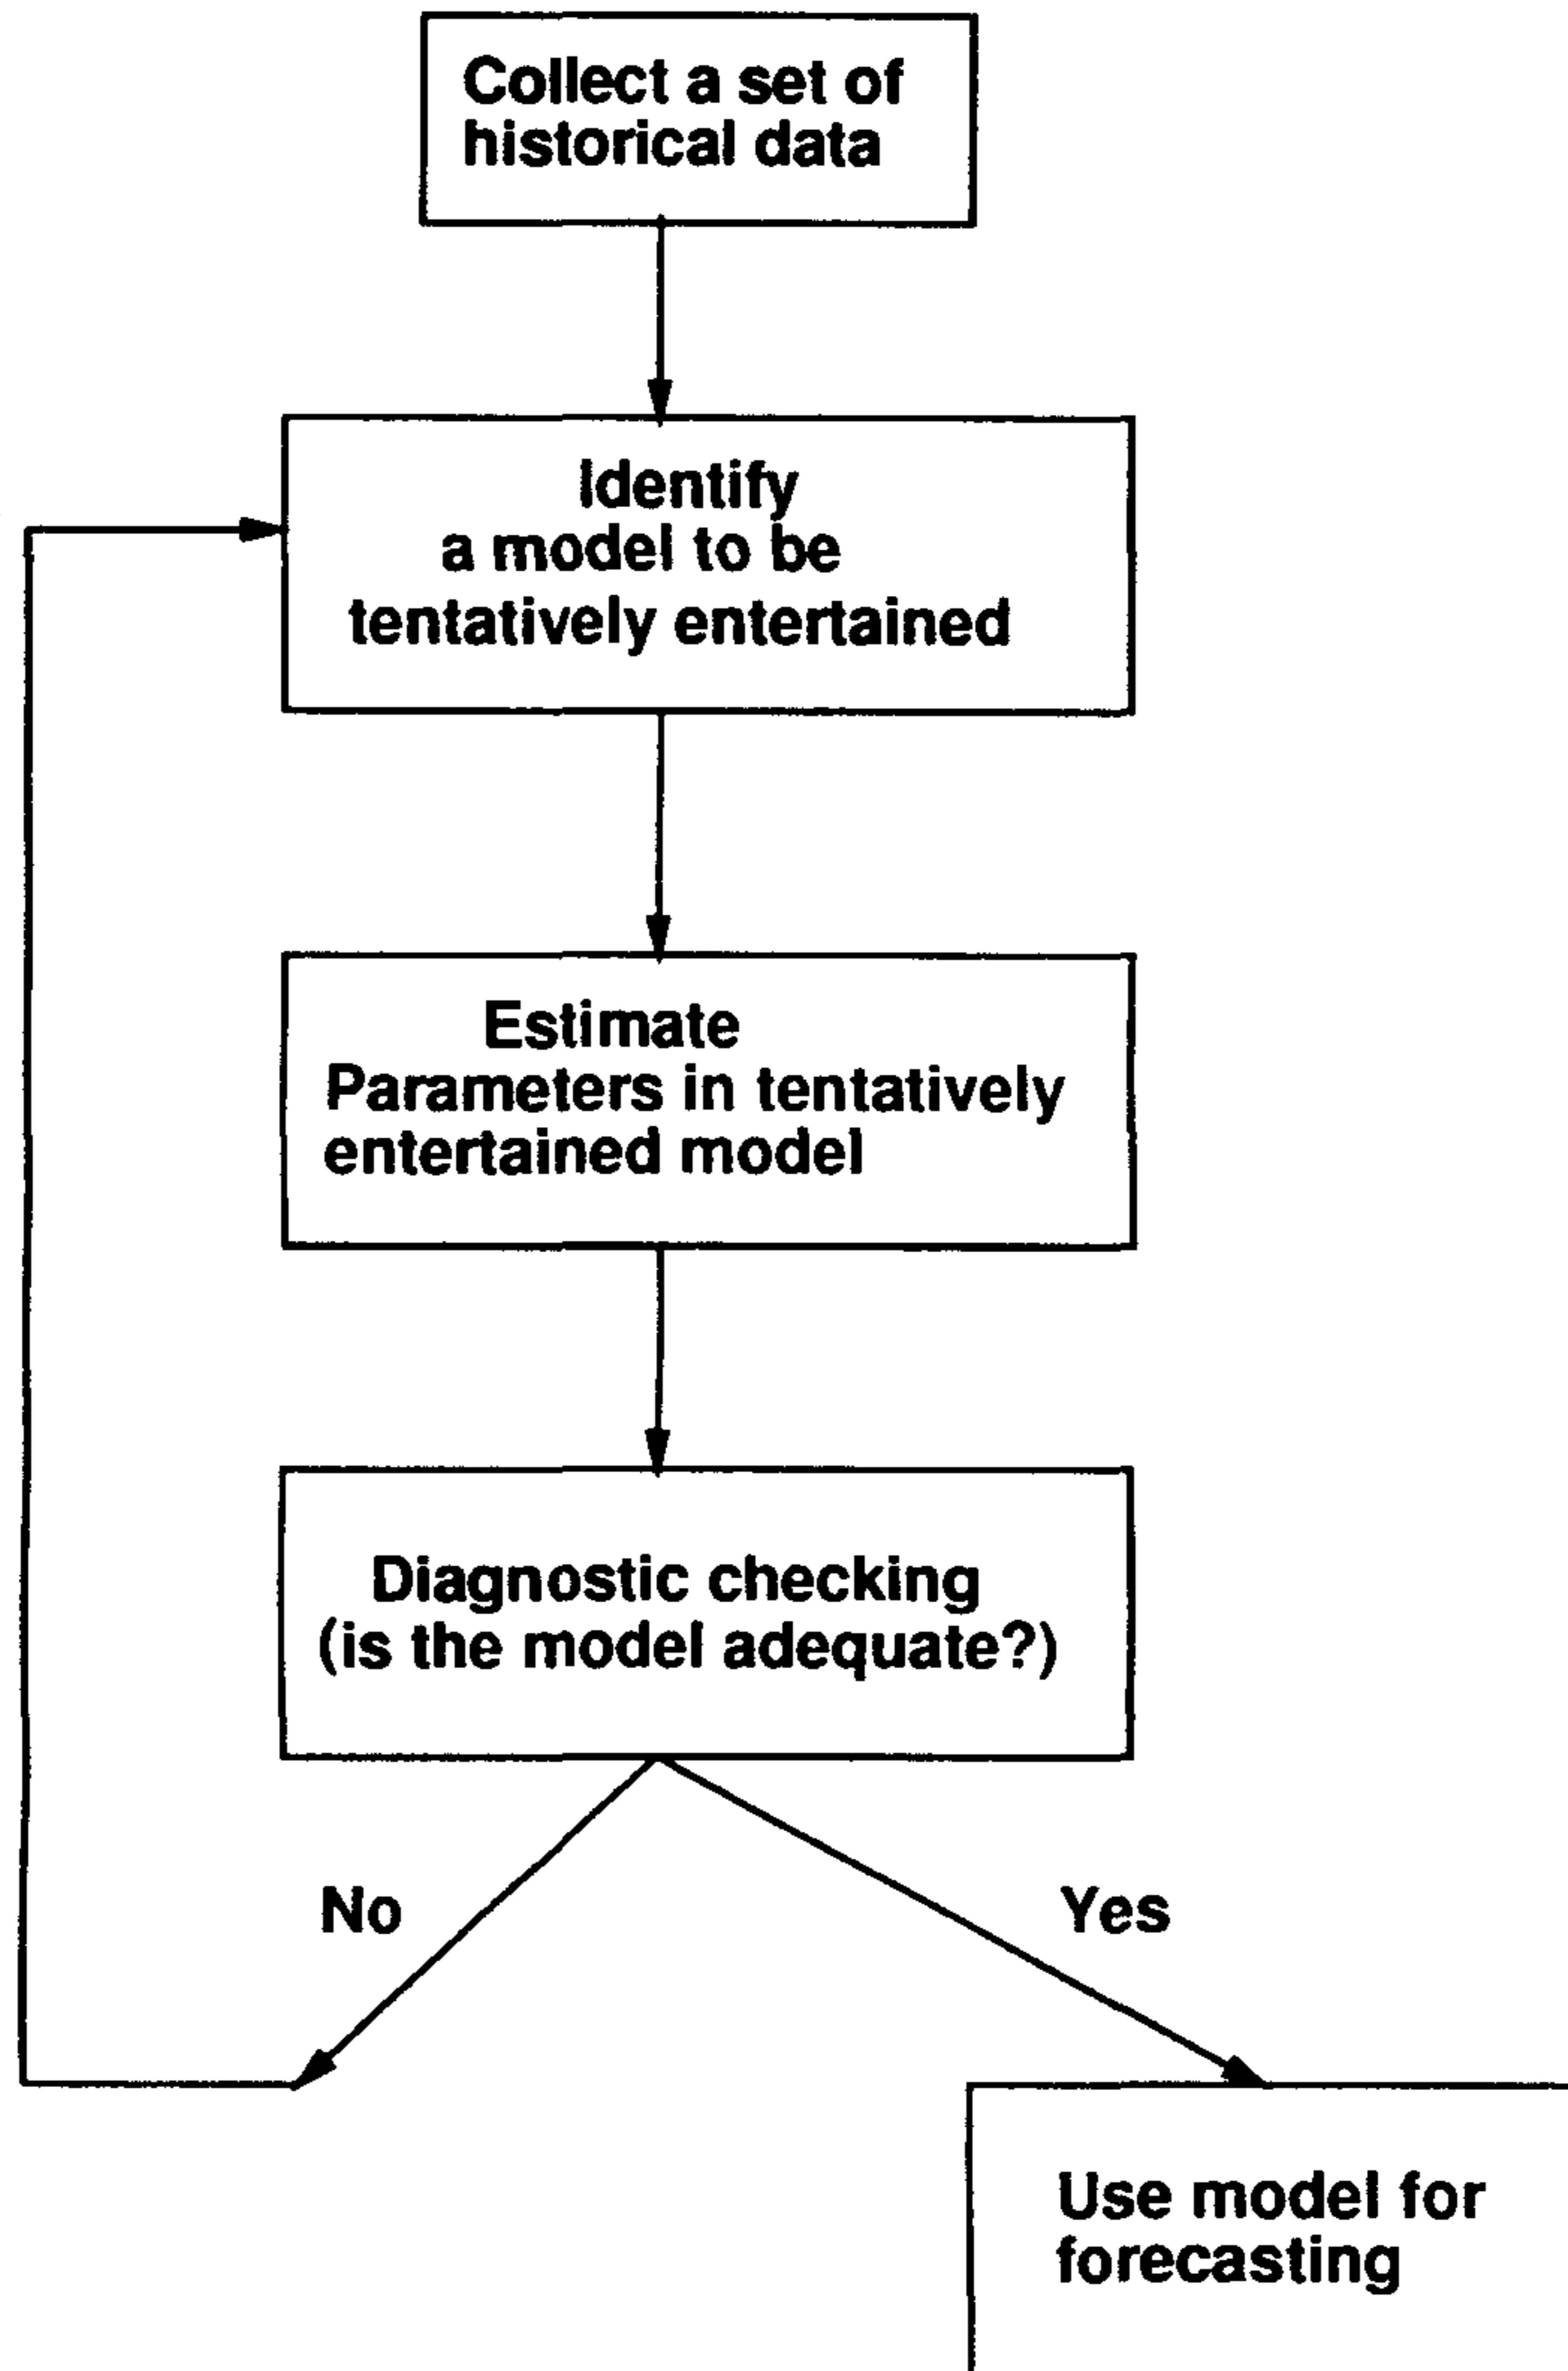 Collect a set of
historical data
Identify
a model to be
tentatively entertained
Estimate
Parameters in tentatively
entertained model
Diagnostic checking
(is the model adequate?)
No
Yes
Use model for
forecasting